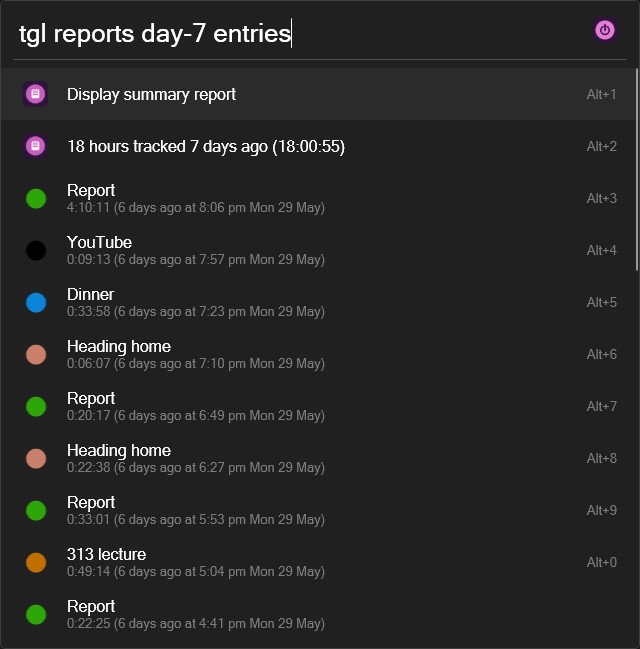 tgl reports day-7 entries
Display summary report Alt+1
18 hours tracked 7 days ago (18:00:55) Alt+2
Report
4:10:11 (6 days ago at 8:06 pm Mon 29 May) Alt+3
YouTube
0:09:13 (6 days ago at 7:57 pm Mon 29 May) Alt+4
Dinner
0:33:58 (6 days ago at 7:23 pm Mon 29 May) Alt+5
Heading home
0:06:07 (6 days ago at 7:10 pm Mon 29 May) Alt+6
Report
0:20:17 (6 days ago at 6:49 pm Mon 29 May) Alt+7
Heading home
0:22:38 (6 days ago at 6:27 pm Mon 29 May) Alt+8
Report
0:33:01 (6 days ago at 5:53 pm Mon 29 May) Alt+9
313 lecture
0:49:14 (6 days ago at 5:04 pm Mon 29 May) Alt+0
Report
0:22:25 (6 days ago at 4:41 pm Mon 29 May)